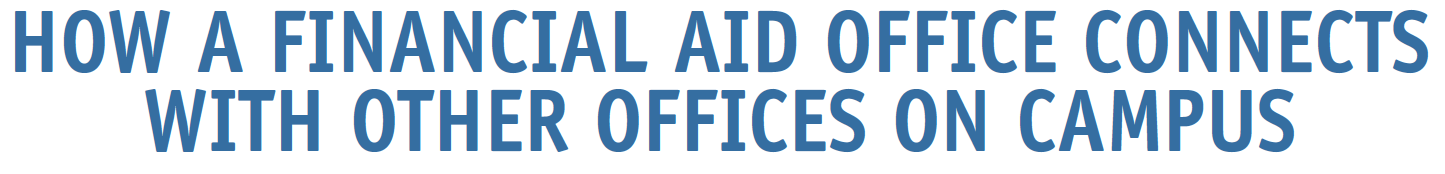 HOW A FINANCIAL AID OFFICE CONNECTS
WITH OTHER OFFICES ON CAMPUS